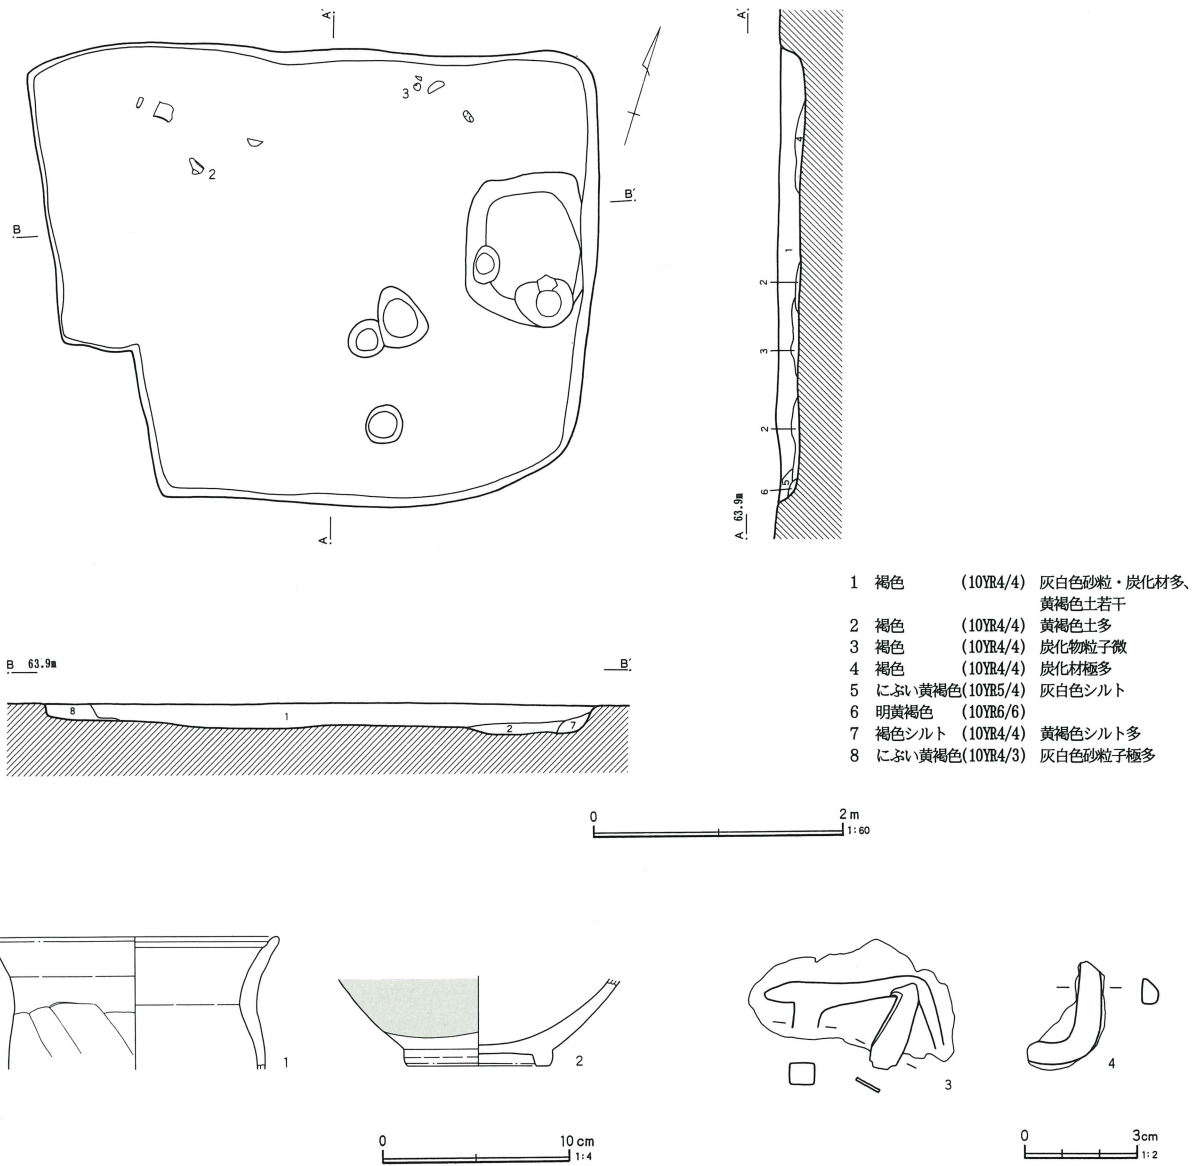 A′
A′
3
2
B′
B
4
1
2
3
2
5
6
A
A 63.9m
1 褐色 (10YR4/4) 灰白色砂粒・炭化材多、
黄褐色土若干
2 褐色 (10YR4/4) 黄褐色土多
3 褐色 (10YR4/4) 炭化物粒子微
4 褐色 (10YR4/4) 炭化材極多
5 にぶい黄褐色(10YR5/4) 灰白色シルト
6 明黄褐色 (10YR6/6)
7 褐色シルト (10YR4/4) 黄褐色シルト多
8 にぶい黄褐色(10YR4/3) 灰白色砂粒子極多
B 63.9m
B′
8
1
2
7
0 2m
1:60
1
2
3
4
0 10cm
1:4
0 3cm
1:2